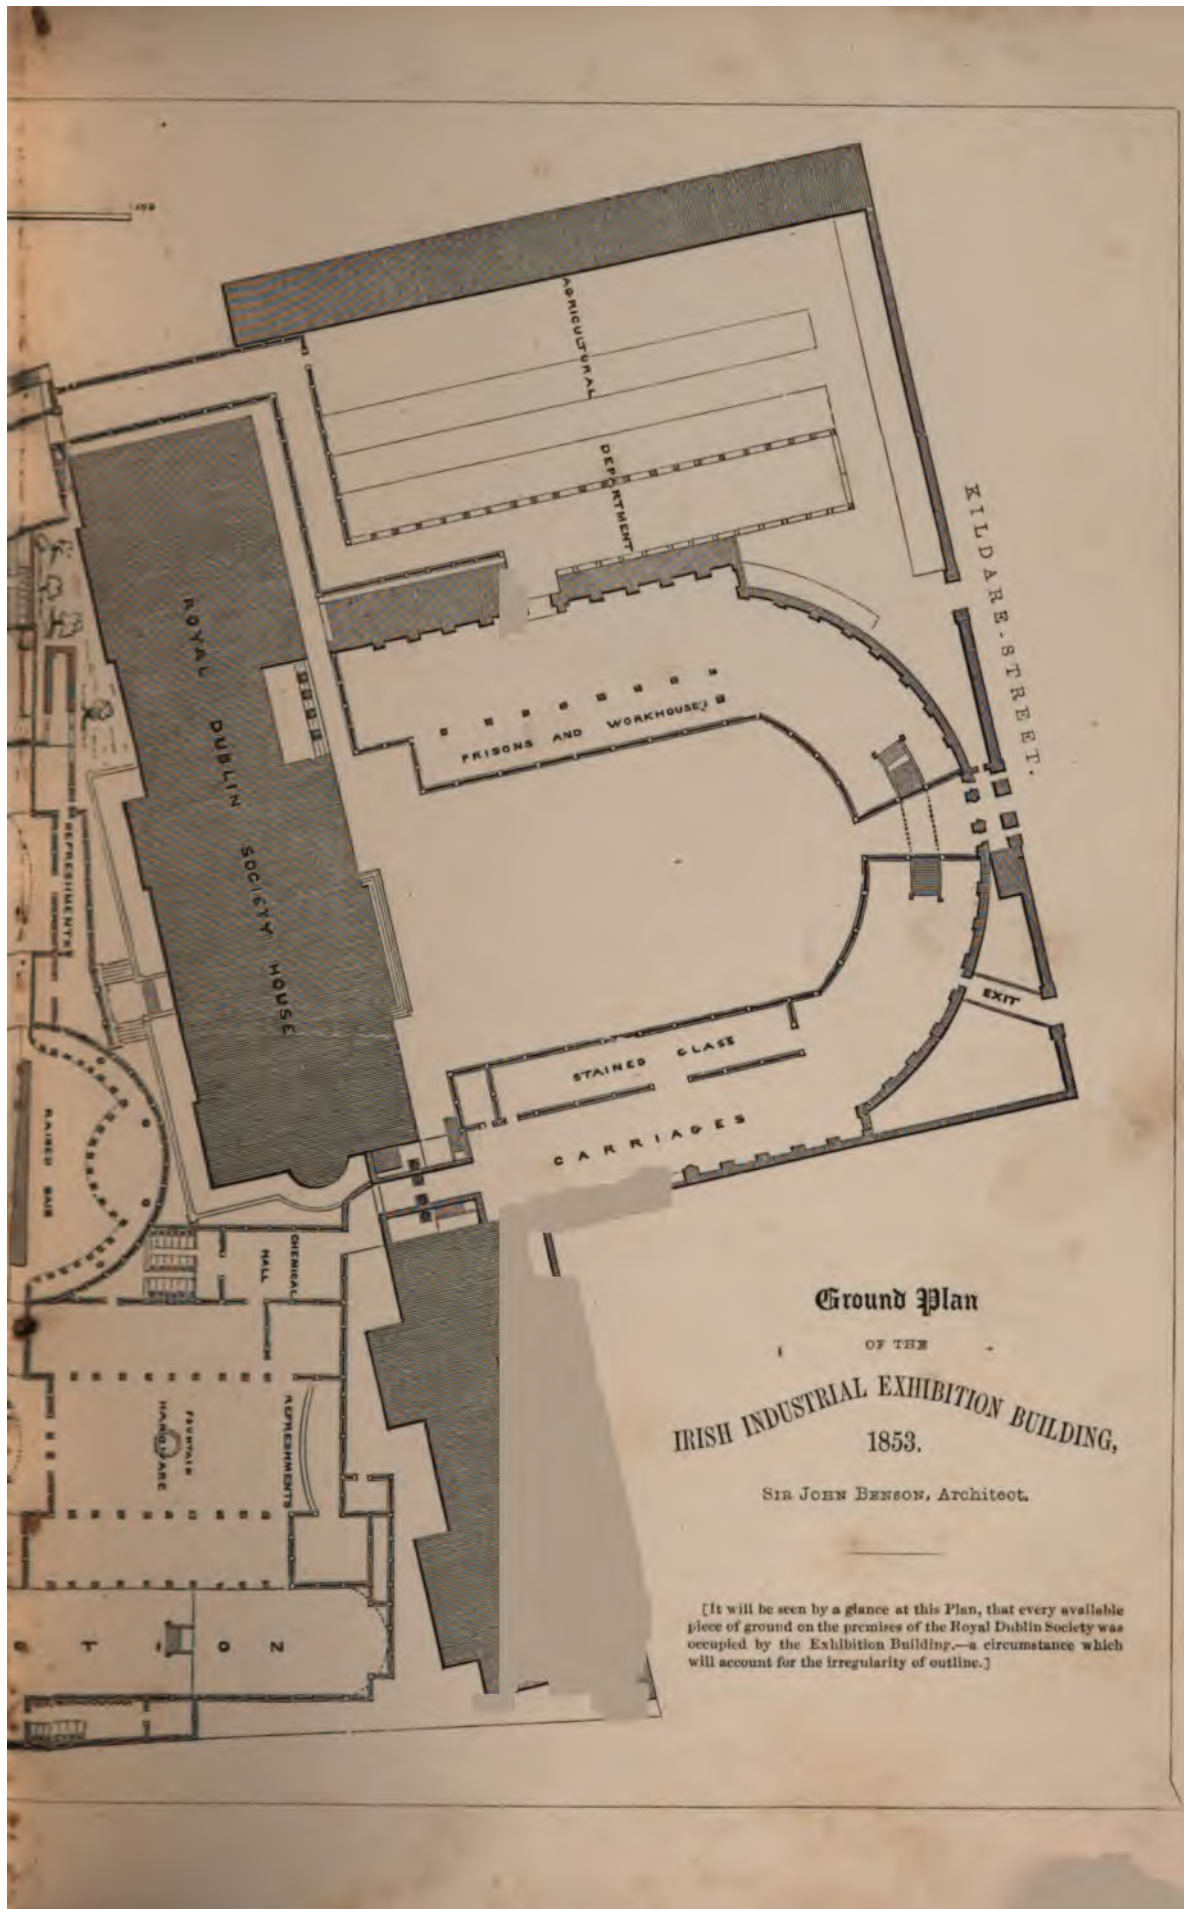 AGRICULTURAL
DEPARTMENT
KILDARE-STREET.
ROYAL DUBLIN SOCIETY HOUSE
PRISONS AND WORKHOUSES
REFRESHMENTS
EXIT
STAINED GLASS
CARRIAGES
RAISED
CHEMICAL
HALL
REFRESHMENTS
FOUNTAIN
HARDWARE
Ground Plan
OF THE
IRISH INDUSTRIAL EXHIBITION BUILDING,
1853.
SIR JOHN BENSON, Architect.
[It will be seen by a glance at this Plan, that every available
piece of ground on the premises of the Royal Dublin Society was
occupied by the Exhibition Building,—a circumstance which
will account for the irregularity of outline.]